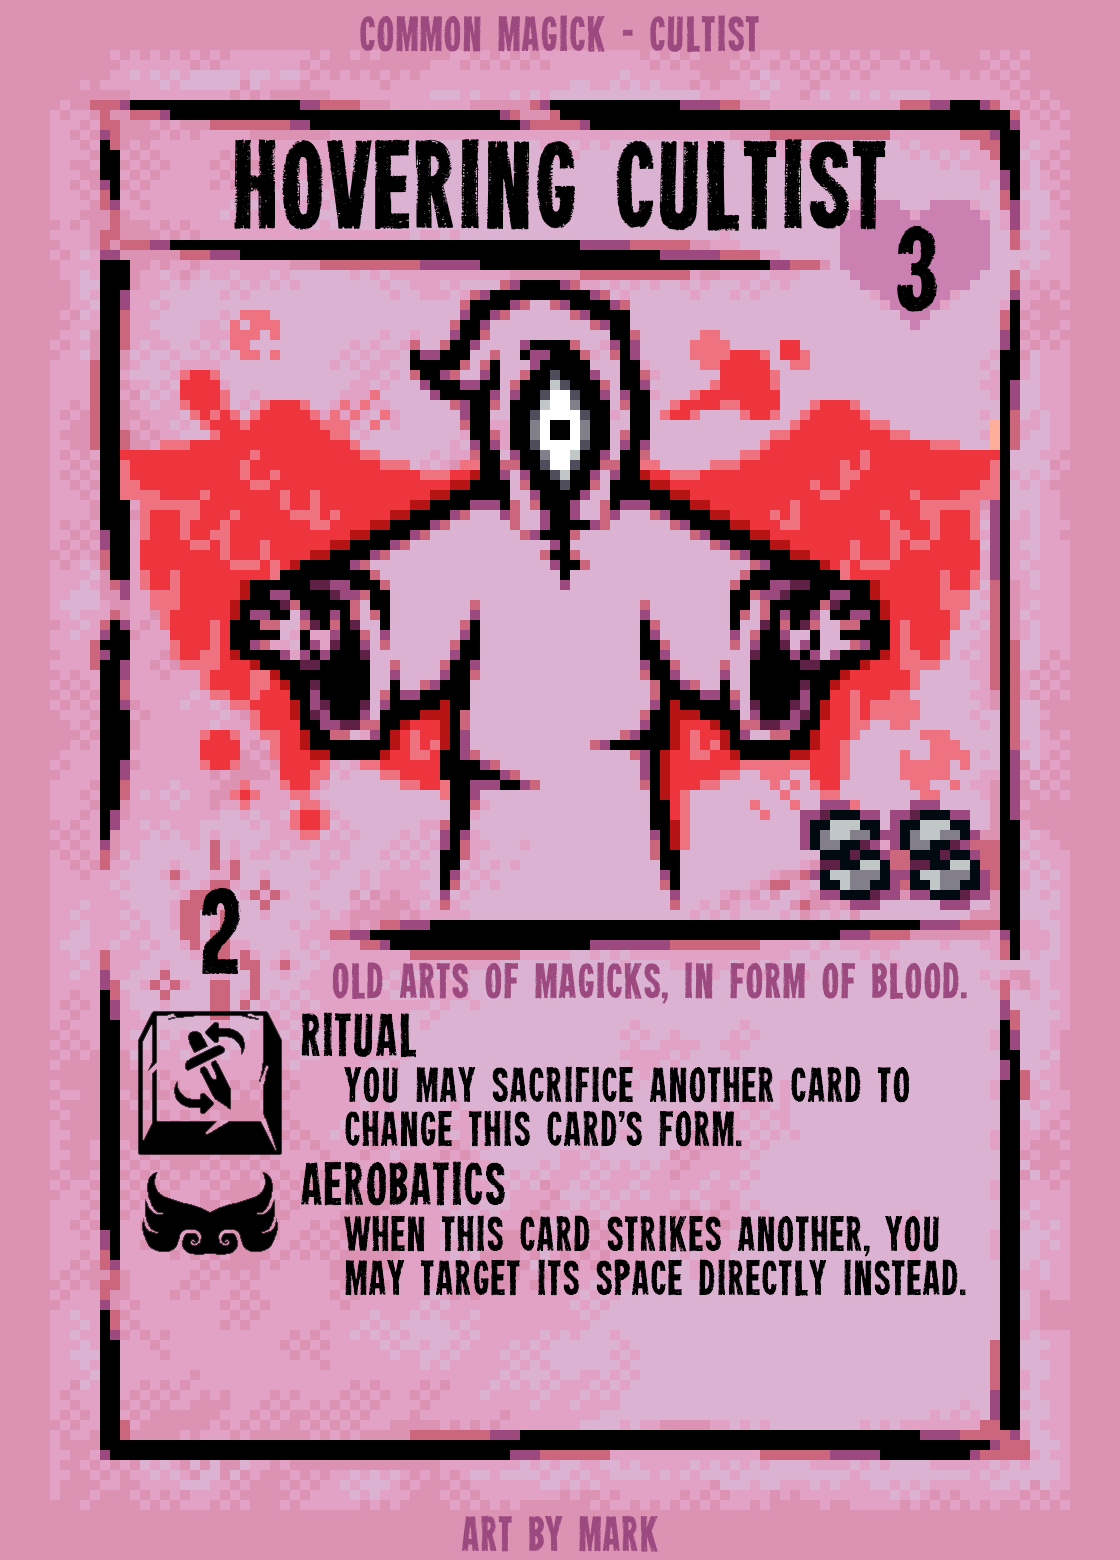 COMMON MAGICK - CULTIST
HOVERING CULTIST
3
2
OLD ARTS OF MAGICKS, IN FORM OF BLOOD.
RITUAL
YOU MAY SACRIFICE ANOTHER CARD TO
CHANGE THIS CARD'S FORM.
AEROBATICS
WHEN THIS CARD STRIKES ANOTHER, YOU
MAY TARGET ITS SPACE DIRECTLY INSTEAD.
ART BY MARK